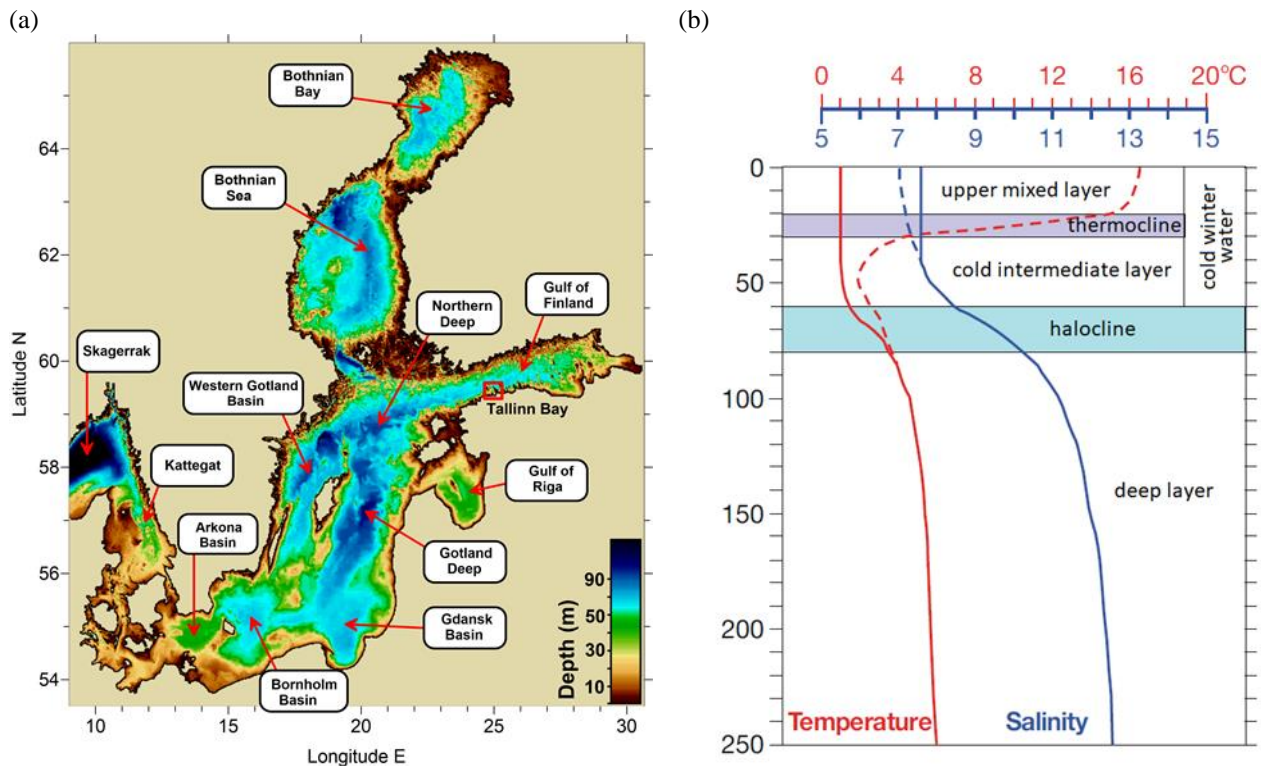 (a)
Bothnian
Bay
Bothnian
Sea
Gulf of
Finland
Northern
Deep
Skagerrak
Western Gotland
Basin
Tallinn Bay
Kattegat
Gulf of
Riga
Arkona
Basin
Gotland
Deep
Gdansk
Basin
Bornholm
Basin
Latitude N
64
62
60
58
56
54
10 15 20 25 30
Longitude E
Depth (m)
90
50
30
10
(b)
0 4 8 12 16 20°C
5 7 9 11 13 15
0
50
100
150
200
250
upper mixed layer
thermocline
cold intermediate layer
cold winter
water
halocline
deep layer
Temperature
Salinity